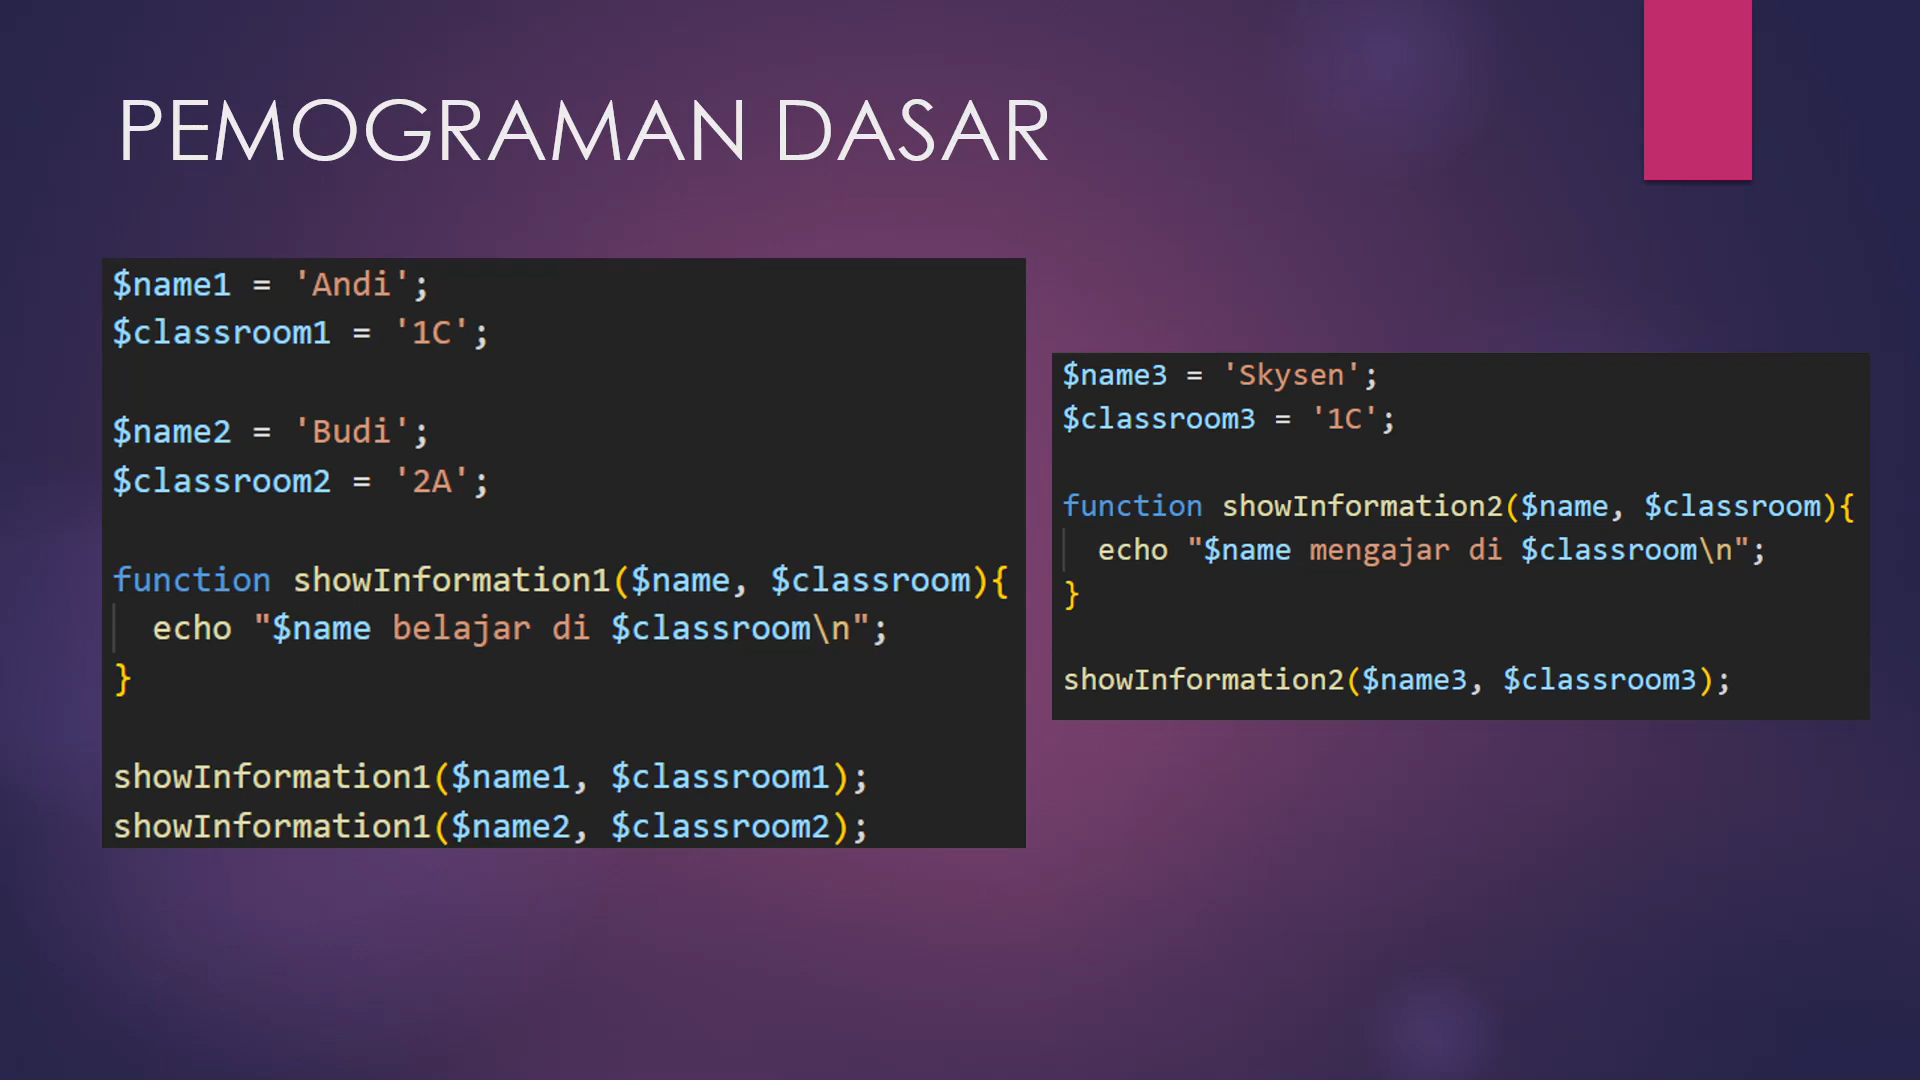 PEMOGRAMAN DASAR
$name1 = 'Andi';
$classroom1 = '1C';
$name2 = 'Budi';
$classroom2 = '2A';
function showInformation1($name, $classroom){
echo "$name belajar di $classroom\n";
}
showInformation1($name1, $classroom1);
showInformation1($name2, $classroom2);
$name3 = 'Skysen';
$classroom3 = '1C';
function showInformation2($name, $classroom){
echo "$name mengajar di $classroom\n";
}
showInformation2($name3, $classroom3);